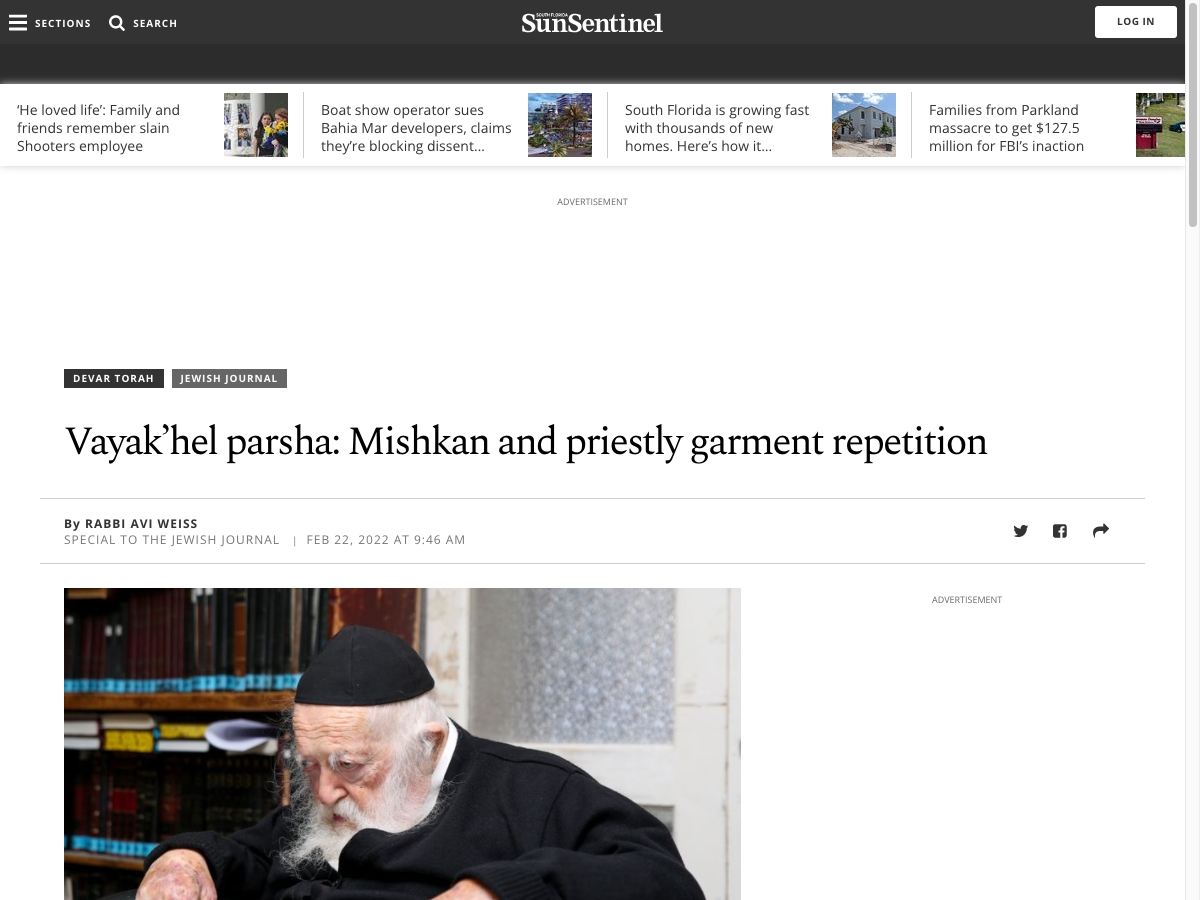 SECTIONS
SEARCH
SOUTH FLORIDA
SunSentinel
LOG IN
‘He loved life’: Family and
friends remember slain
Shooters employee
Boat show operator sues
Bahia Mar developers, claims
they’re blocking dissent...
South Florida is growing fast
with thousands of new
homes. Here’s how it...
Families from Parkland
massacre to get $127.5
million for FBI’s inaction
ADVERTISEMENT
DEVAR TORAH
JEWISH JOURNAL
Vayak’hel parsha: Mishkan and priestly garment repetition
By RABBI AVI WEISS
SPECIAL TO THE JEWISH JOURNAL | FEB 22, 2022 AT 9:46 AM
ADVERTISEMENT